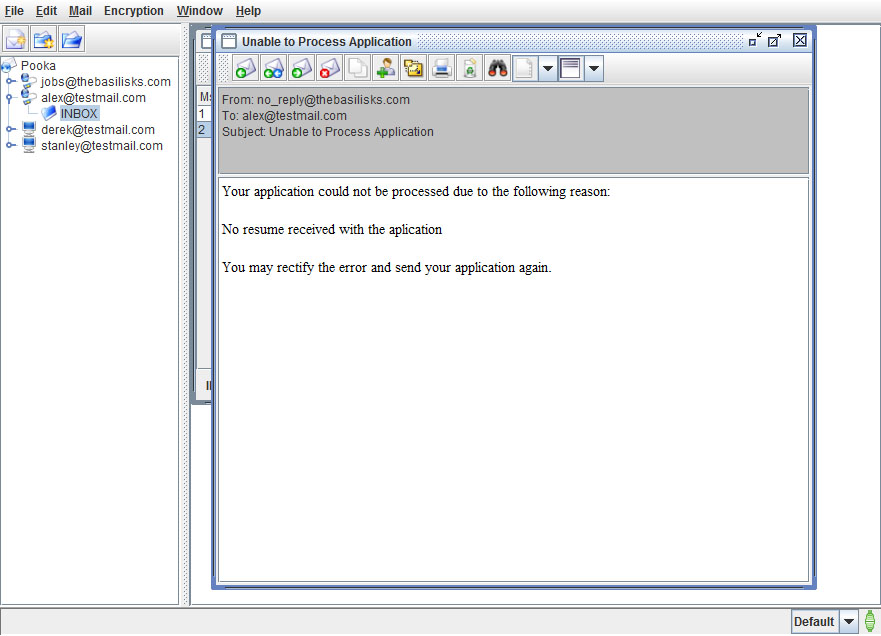 File Edit Mail Encryption Window Help
Unable to Process Application
Pooka
jobs@thebasilisks.com
alex@testmail.com
INBOX
derek@testmail.com
stanley@testmail.com
1
2
From: no_reply@thebasilisks.com
To: alex@testmail.com
Subject: Unable to Process Application
Your application could not be processed due to the following reason:
No resume received with the aplication
You may rectify the error and send your application again.
Default